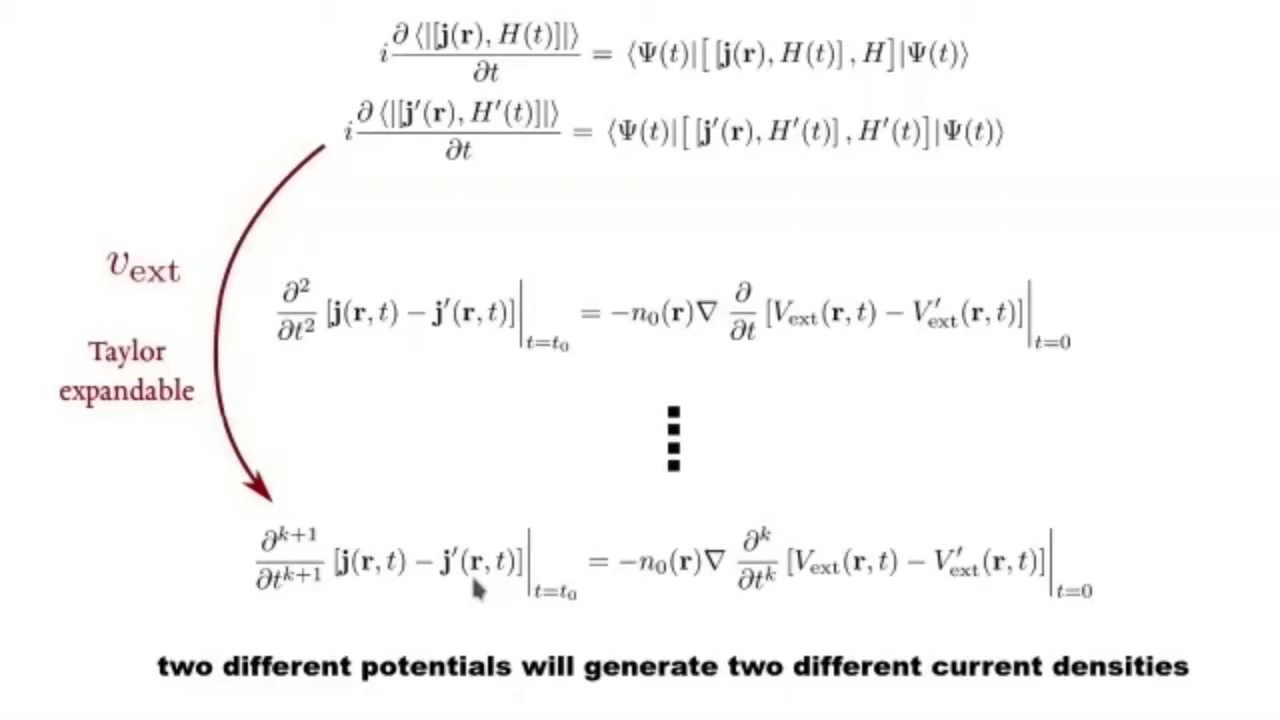 i ∂⟨|[j(r), H(t)]|⟩ / ∂t = ⟨Ψ(t)|[ [j(r), H(t)] , H]|Ψ(t)⟩
i ∂⟨|[j′(r), H′(t)]|⟩ / ∂t = ⟨Ψ(t)|[ [j′(r), H′(t)] , H′(t)]|Ψ(t)⟩
v_ext
Taylor
expandable
∂²/∂t² [j(r, t) − j′(r, t)]|_{t=t₀} = −n₀(r)∇ ∂/∂t [V_ext(r, t) − V′_ext(r, t)]|_{t=0}
∂^{k+1}/∂t^{k+1} [j(r, t) − j′(r, t)]|_{t=t₀} = −n₀(r)∇ ∂^k/∂t^k [V_ext(r, t) − V′_ext(r, t)]|_{t=0}
two different potentials will generate two different current densities